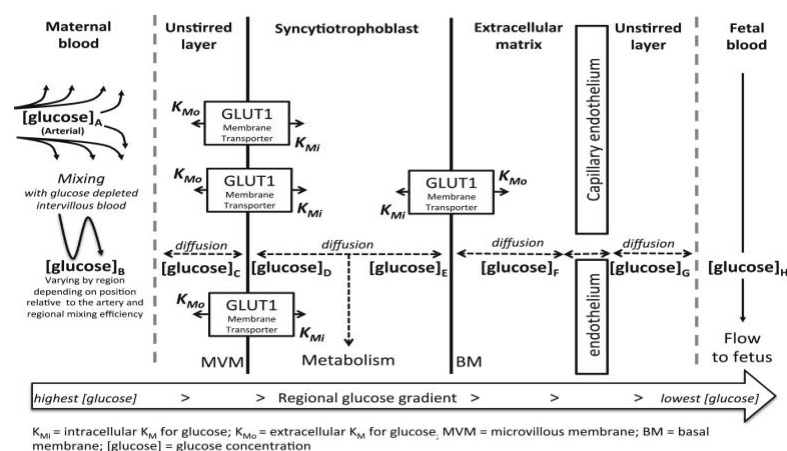 Maternal blood
Unstirred layer
Syncytiotrophoblast
Extracellular matrix
Unstirred layer
Fetal blood
[glucose]A
(Arterial)
Mixing
with glucose depleted
intervillous blood
[glucose]B
Varying by region
depending on position
relative to the artery and
regional mixing efficiency
KMo
GLUT1
Membrane
Transporter
KMi
KMo
GLUT1
Membrane
Transporter
KMi
KMi
GLUT1
Membrane
Transporter
KMo
Capillary endothelium
diffusion
[glucose]C
diffusion
[glucose]D
[glucose]E
diffusion
[glucose]F
diffusion
[glucose]G
[glucose]H
KMo
GLUT1
Membrane
Transporter
KMi
endothelium
MVM
Metabolism
BM
Flow
to fetus
highest [glucose] > > Regional glucose gradient > > > lowest [glucose]
KMi = intracellular KM for glucose; KMo = extracellular KM for glucose; MVM = microvillous membrane; BM = basal
membrane; [glucose] = glucose concentration